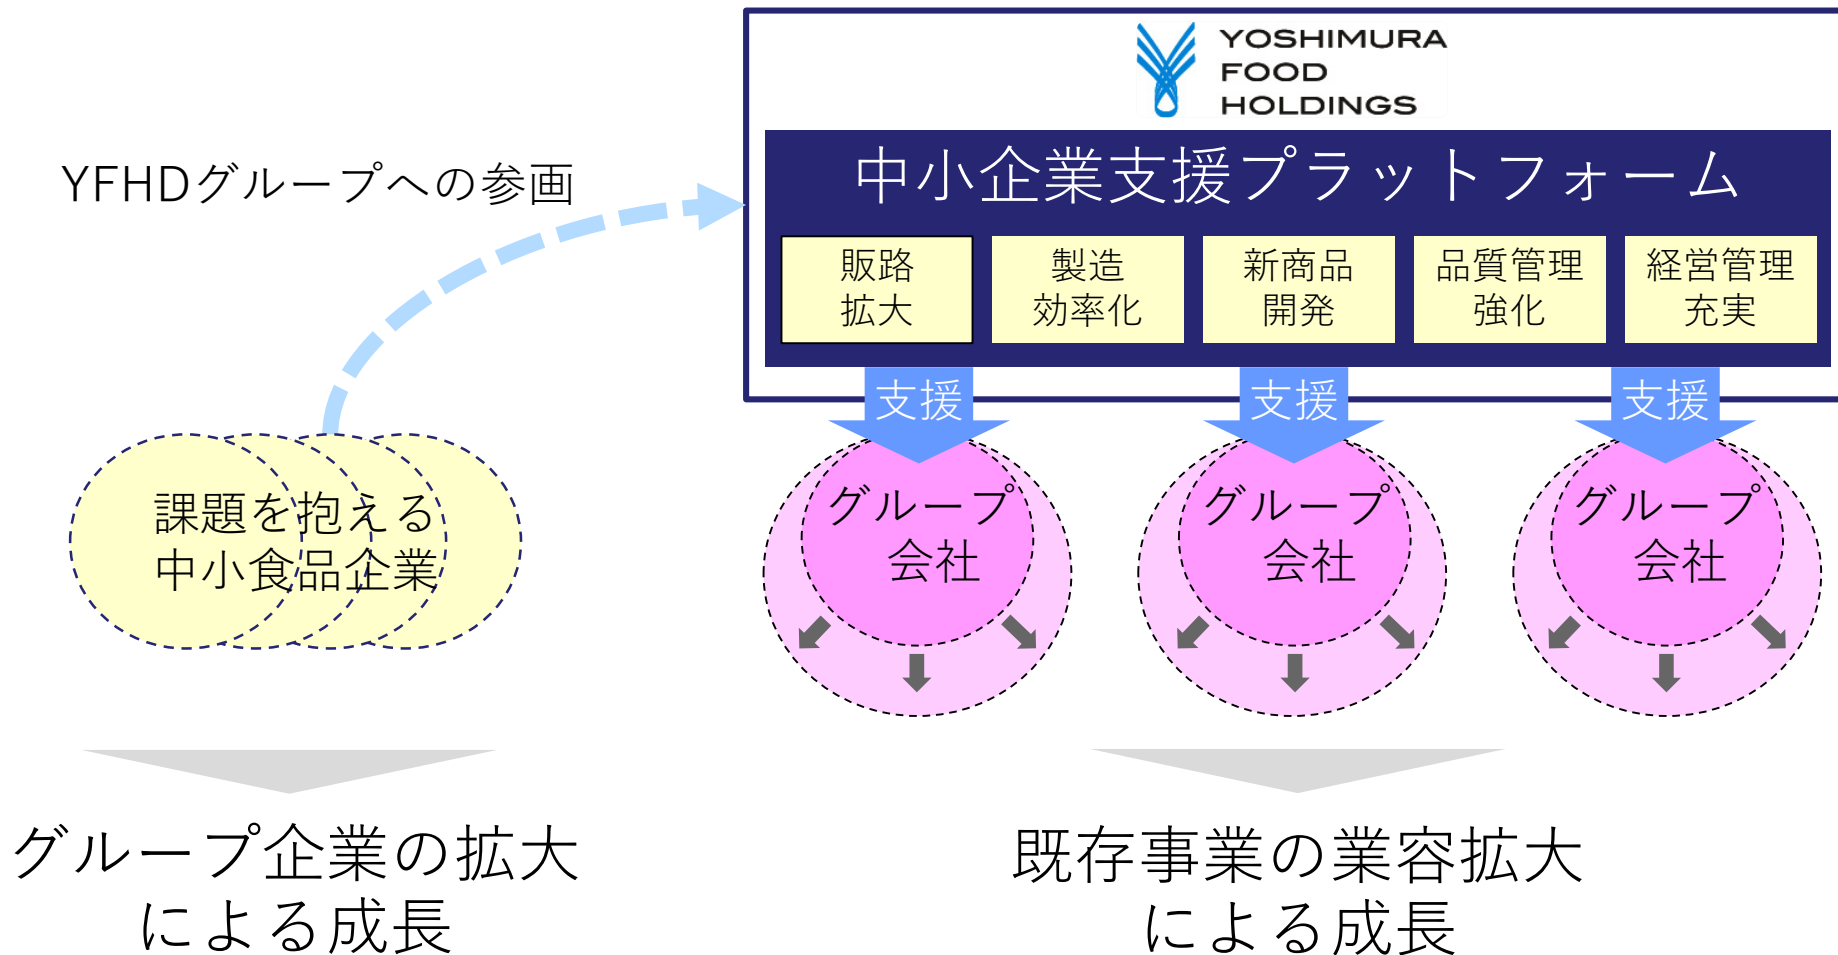 YOSHIMURA
FOOD
HOLDINGS
YFHDグループへの参画
中小企業支援プラットフォーム
販路
拡大
製造
効率化
新商品
開発
品質管理
強化
経営管理
充実
支援
支援
支援
課題を抱える
中小食品企業
グループ
会社
グループ
会社
グループ
会社
グループ企業の拡大
による成長
既存事業の業容拡大
による成長